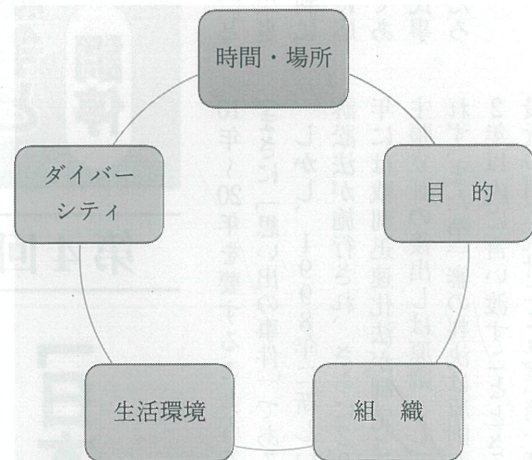 時間・場所
目 的
組 織
生活環境
ダイバー
シティ